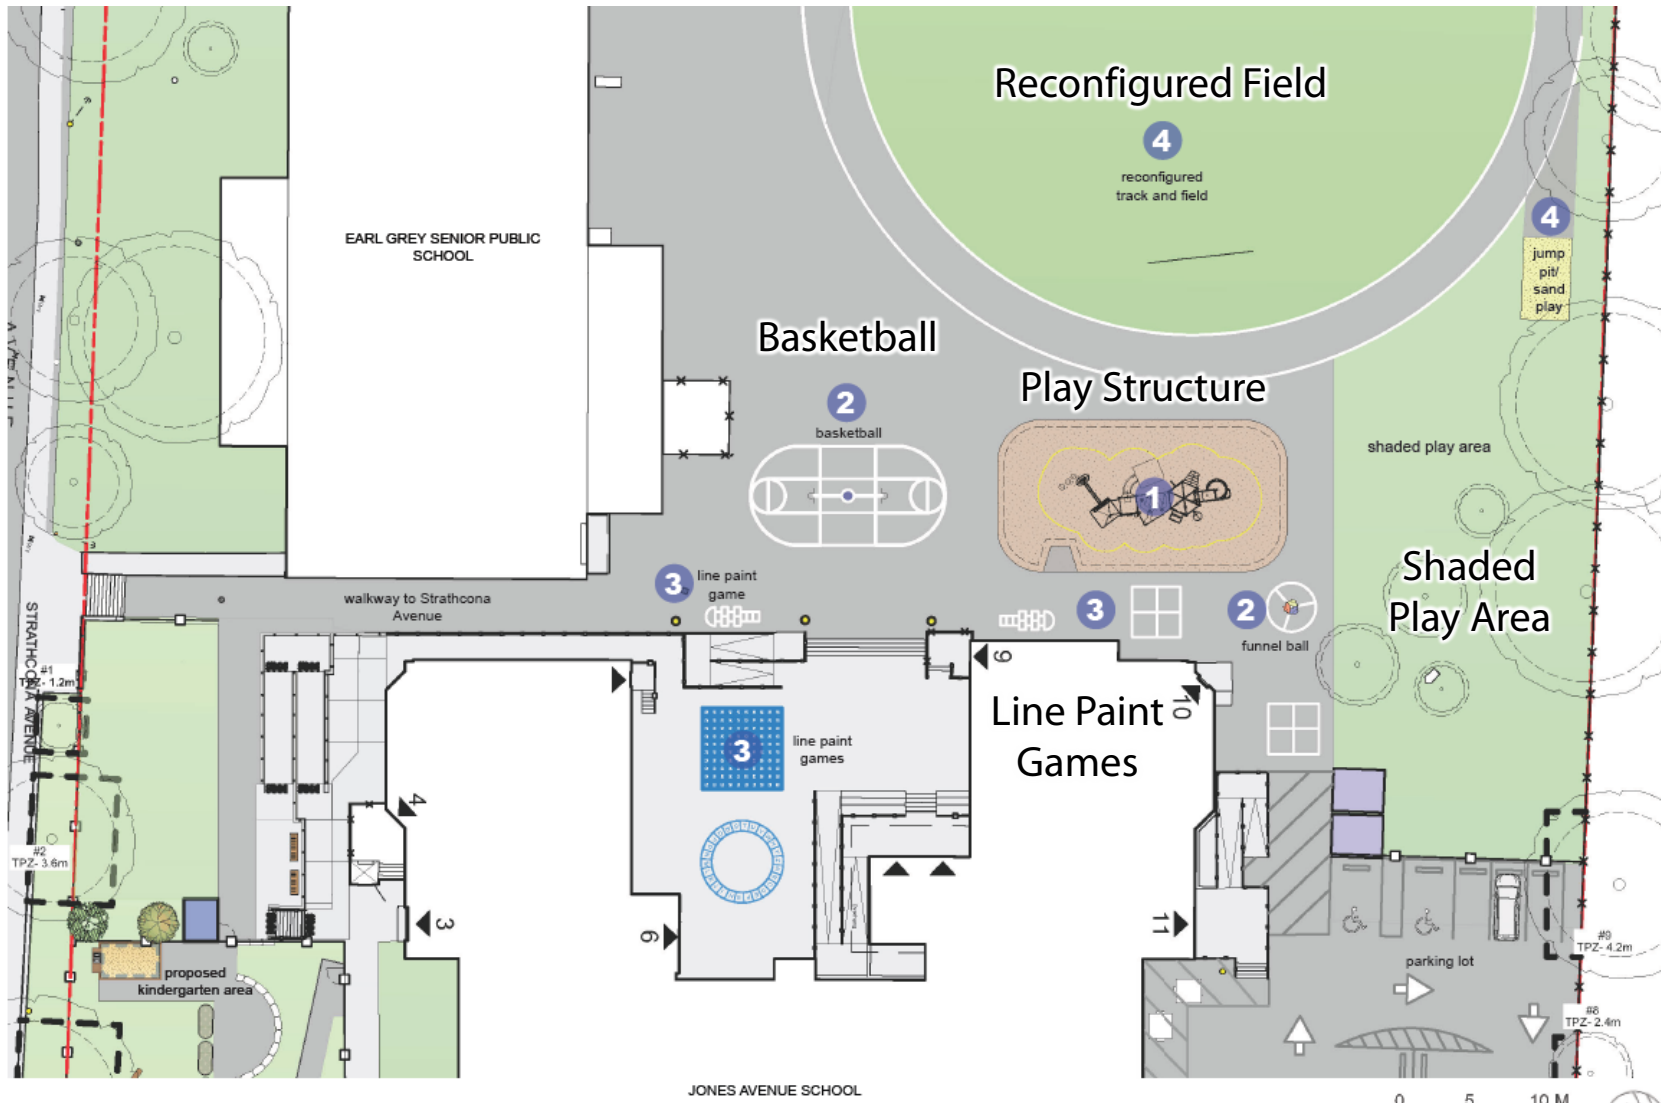 Reconfigured Field
4
reconfigured
track and field
4
jump
pit/
sand
play
EARL GREY SENIOR PUBLIC
SCHOOL
AVENUE
Basketball
2
basketball
Play Structure
1
shaded play area
Shaded
Play Area
3
line paint
game
walkway to Strathcona
Avenue
3
2
funnel ball
STRATHCONA AVENUE
#1
TPZ- 1.2m
#2
TPZ- 3.6m
9
10
Line Paint
Games
3
line paint
games
4
3
6
11
proposed
kindergarten area
parking lot
#9
TPZ- 4.2m
#8
TPZ- 2.4m
JONES AVENUE SCHOOL
0 5 10 M